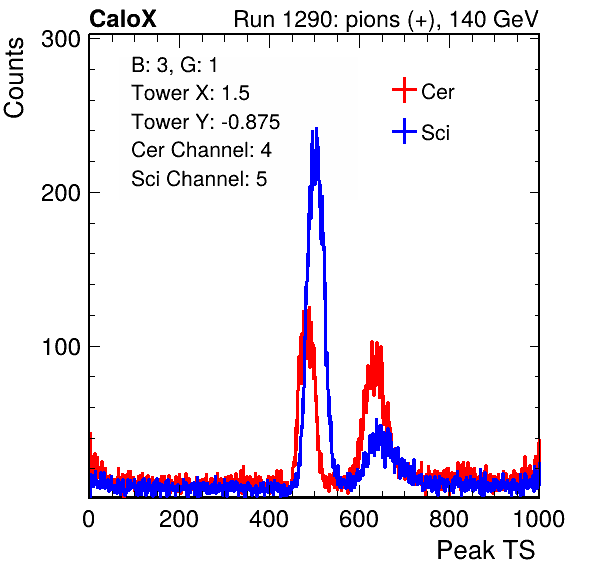 CaloX Run 1290: pions (+), 140 GeV
Counts
300
200
100
B: 3, G: 1
Tower X: 1.5
Tower Y: -0.875
Cer Channel: 4
Sci Channel: 5
Cer
Sci
0 200 400 600 800 1000
Peak TS